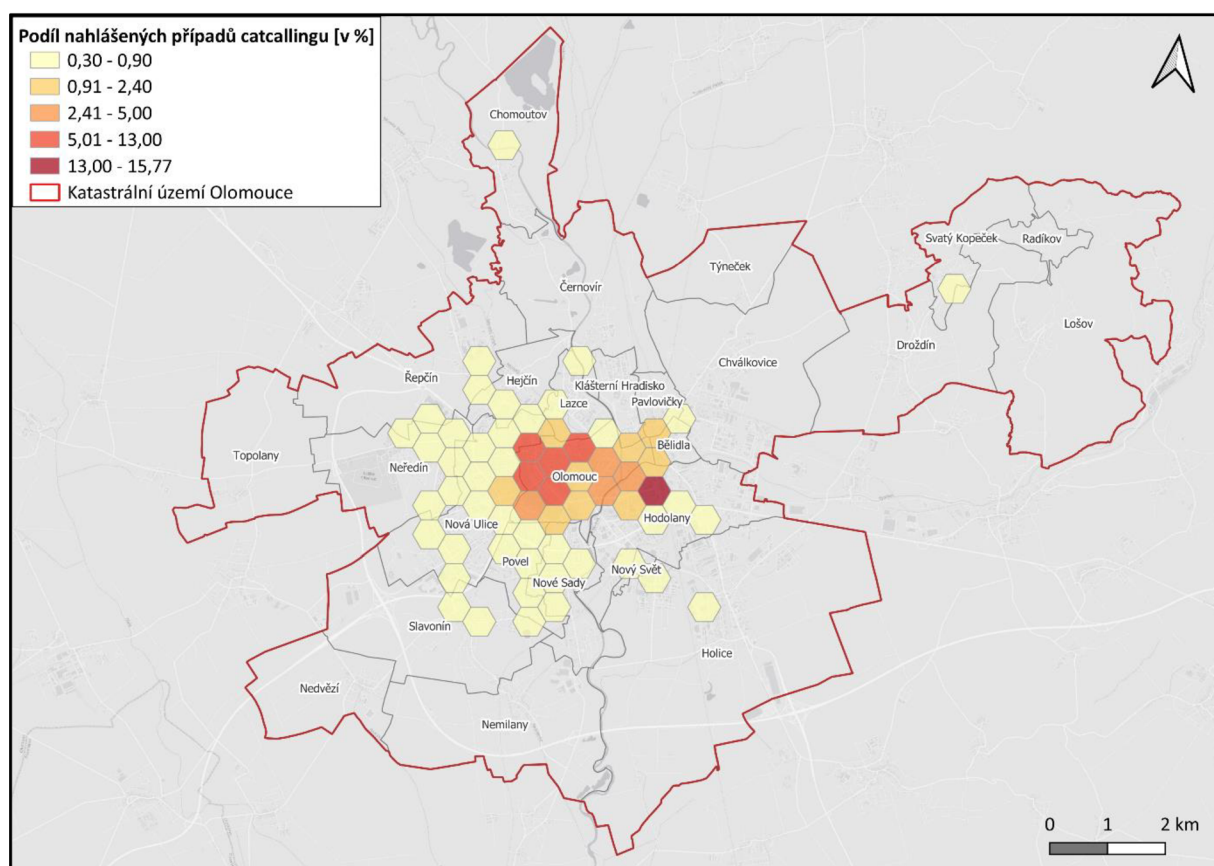 Podíl nahlášených případů catcallingu [v %]
0,30 - 0,90
0,91 - 2,40
2,41 - 5,00
5,01 - 13,00
13,00 - 15,77
Katastrální území Olomouce
Chomoutov
Svatý Kopeček
Radíkov
Týneček
Černovír
Lošov
Droždín
Chválkovice
Řepčín
Hejčín
Klášterní Hradisko
Lazce
Pavlovičky
Bělidla
Topolany
Neředín
Olomouc
Nová Ulice
Hodolany
Povel
Nový Svět
Nové Sady
Slavonín
Holice
Nedvězí
Nemilany
0 1 2 km